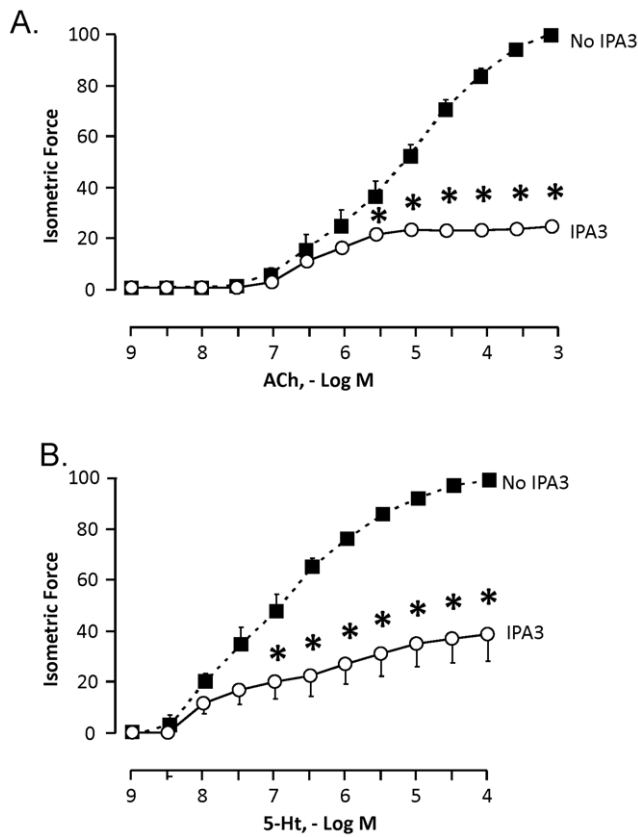 A.
100
80
60
40
20
0
Isometric Force
No IPA3
* * * * * *
IPA3
9 8 7 6 5 4 3
ACh, - Log M
B.
100
80
60
40
20
0
Isometric Force
No IPA3
* * * * * * *
IPA3
9 8 7 6 5 4
5-Ht, - Log M